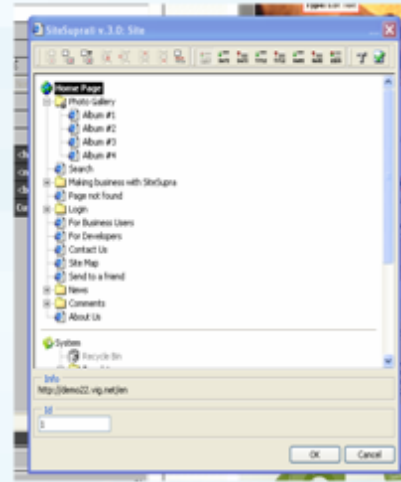 SiteSupra® v.3.0: Site
Home Page
Photo Gallery
Album #1
Album #2
Album #3
Album #4
Search
Making business with SiteSupra
Page not found
Login
For Business Users
For Developers
Contact Us
Site Map
Send to a friend
News
Comments
About Us
System
Recycle Bin
Info
http://demo22.vig.net/en
Id
1
OK
Cancel